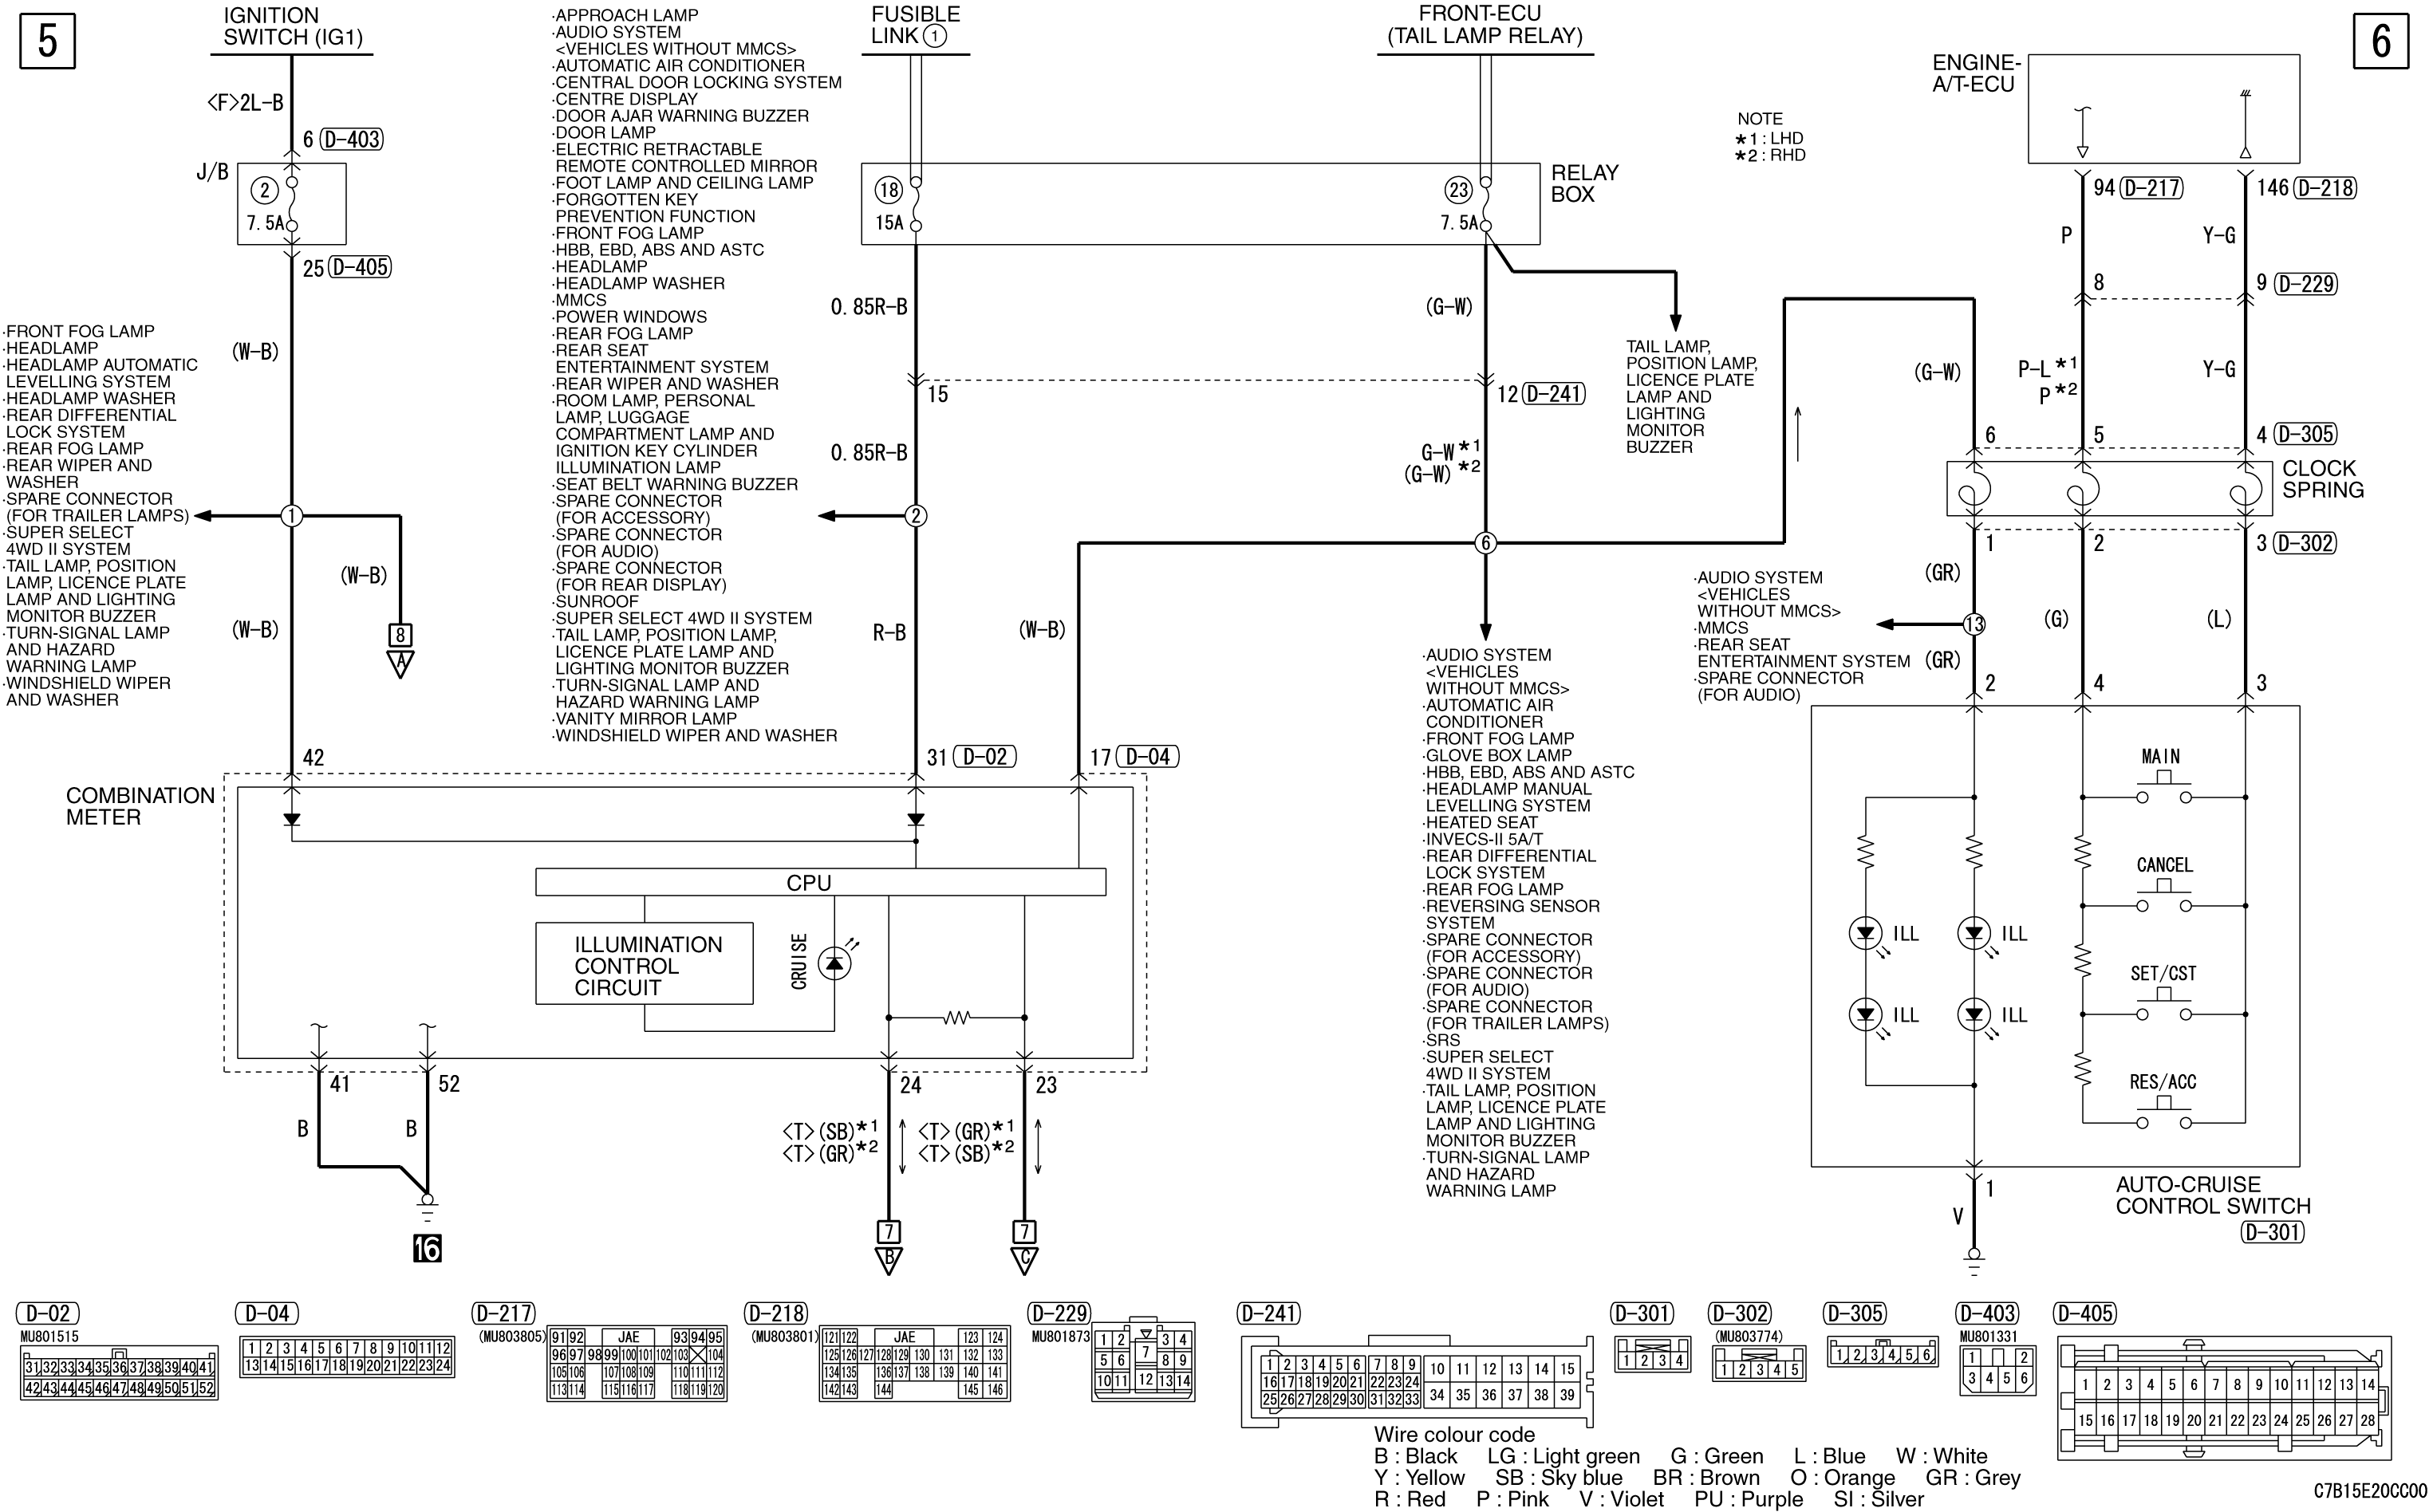 5
IGNITION
SWITCH (IG1)
<F>2L-B
6 D-403
J/B
2
7.5A
25 D-405
(W-B)
·FRONT FOG LAMP
·HEADLAMP
·HEADLAMP AUTOMATIC
LEVELLING SYSTEM
·HEADLAMP WASHER
·REAR DIFFERENTIAL
LOCK SYSTEM
·REAR FOG LAMP
·REAR WIPER AND
WASHER
·SPARE CONNECTOR
(FOR TRAILER LAMPS)
·SUPER SELECT
4WD II SYSTEM
·TAIL LAMP, POSITION
LAMP, LICENCE PLATE
LAMP AND LIGHTING
MONITOR BUZZER
·TURN-SIGNAL LAMP
AND HAZARD
WARNING LAMP
·WINDSHIELD WIPER
AND WASHER
1
(W-B)
(W-B)
8
A
42
·APPROACH LAMP
·AUDIO SYSTEM
<VEHICLES WITHOUT MMCS>
·AUTOMATIC AIR CONDITIONER
·CENTRAL DOOR LOCKING SYSTEM
·CENTRE DISPLAY
·DOOR AJAR WARNING BUZZER
·DOOR LAMP
·ELECTRIC RETRACTABLE
REMOTE CONTROLLED MIRROR
·FOOT LAMP AND CEILING LAMP
·FORGOTTEN KEY
PREVENTION FUNCTION
·FRONT FOG LAMP
·HBB, EBD, ABS AND ASTC
·HEADLAMP
·HEADLAMP WASHER
·MMCS
·POWER WINDOWS
·REAR FOG LAMP
·REAR SEAT
ENTERTAINMENT SYSTEM
·REAR WIPER AND WASHER
·ROOM LAMP, PERSONAL
LAMP, LUGGAGE
COMPARTMENT LAMP AND
IGNITION KEY CYLINDER
ILLUMINATION LAMP
·SEAT BELT WARNING BUZZER
·SPARE CONNECTOR
(FOR ACCESSORY)
·SPARE CONNECTOR
(FOR AUDIO)
·SPARE CONNECTOR
(FOR REAR DISPLAY)
·SUNROOF
·SUPER SELECT 4WD II SYSTEM
·TAIL LAMP, POSITION LAMP,
LICENCE PLATE LAMP AND
LIGHTING MONITOR BUZZER
·TURN-SIGNAL LAMP AND
HAZARD WARNING LAMP
·VANITY MIRROR LAMP
·WINDSHIELD WIPER AND WASHER
FUSIBLE
LINK 1
18
15A
0.85R-B
15
0.85R-B
2
R-B
31 D-02
(W-B)
17 D-04
FRONT-ECU
(TAIL LAMP RELAY)
RELAY
BOX
23
7.5A
(G-W)
12 D-241
G-W *1
(G-W) *2
6
TAIL LAMP,
POSITION LAMP,
LICENCE PLATE
LAMP AND
LIGHTING
MONITOR
BUZZER
·AUDIO SYSTEM
<VEHICLES
WITHOUT MMCS>
·AUTOMATIC AIR
CONDITIONER
·FRONT FOG LAMP
·GLOVE BOX LAMP
·HBB, EBD, ABS AND ASTC
·HEADLAMP MANUAL
LEVELLING SYSTEM
·HEATED SEAT
·INVECS-II 5A/T
·REAR DIFFERENTIAL
LOCK SYSTEM
·REAR FOG LAMP
·REVERSING SENSOR
SYSTEM
·SPARE CONNECTOR
(FOR ACCESSORY)
·SPARE CONNECTOR
(FOR AUDIO)
·SPARE CONNECTOR
(FOR TRAILER LAMPS)
·SRS
·SUPER SELECT
4WD II SYSTEM
·TAIL LAMP, POSITION
LAMP, LICENCE PLATE
LAMP AND LIGHTING
MONITOR BUZZER
·TURN-SIGNAL LAMP
AND HAZARD
WARNING LAMP
NOTE
*1 : LHD
*2 : RHD
6
ENGINE-
A/T-ECU
94 D-217
146 D-218
P
Y-G
8
9 D-229
(G-W)
P-L *1
P *2
Y-G
6
5
4 D-305
CLOCK
SPRING
1
2
3 D-302
(GR)
(G)
(L)
13
·AUDIO SYSTEM
<VEHICLES
WITHOUT MMCS>
·MMCS
·REAR SEAT
ENTERTAINMENT SYSTEM
·SPARE CONNECTOR
(FOR AUDIO)
(GR)
2
4
3
MAIN
CANCEL
SET/CST
RES/ACC
ILL
ILL
ILL
ILL
1
V
AUTO-CRUISE
CONTROL SWITCH
D-301
COMBINATION
METER
CPU
ILLUMINATION
CONTROL
CIRCUIT
CRUISE
41
52
24
23
B
B
<T>(SB)*1
<T>(GR)*2
<T>(GR)*1
<T>(SB)*2
16
7
B
7
C
D-02
MU801515
31 32 33 34 35 36 37 38 39 40 41
42 43 44 45 46 47 48 49 50 51 52
D-04
1 2 3 4 5 6 7 8 9 10 11 12
13 14 15 16 17 18 19 20 21 22 23 24
D-217
(MU803805)
91 92 JAE 93 94 95
96 97 98 99 100 101 102 103 104
105 106 107 108 109 110 111 112
113 114 115 116 117 118 119 120
D-218
(MU803801)
121 122 JAE 123 124
125 126 127 128 129 130 131 132 133
134 135 136 137 138 139 140 141
142 143 144 145 146
D-229
MU801873
1 2 3 4
5 6 7 8 9
10 11 12 13 14
D-241
1 2 3 4 5 6 7 8 9 10 11 12 13 14 15
16 17 18 19 20 21 22 23 24
25 26 27 28 29 30 31 32 33 34 35 36 37 38 39
D-301
1 2 3 4
D-302
(MU803774)
1 2 3 4 5
D-305
1 2 3 4 5 6
D-403
MU801331
1 2
3 4 5 6
D-405
1 2 3 4 5 6 7 8 9 10 11 12 13 14
15 16 17 18 19 20 21 22 23 24 25 26 27 28
Wire colour code
B : Black LG : Light green G : Green L : Blue W : White
Y : Yellow SB : Sky blue BR : Brown O : Orange GR : Grey
R : Red P : Pink V : Violet PU : Purple SI : Silver
C7B15E20CC00